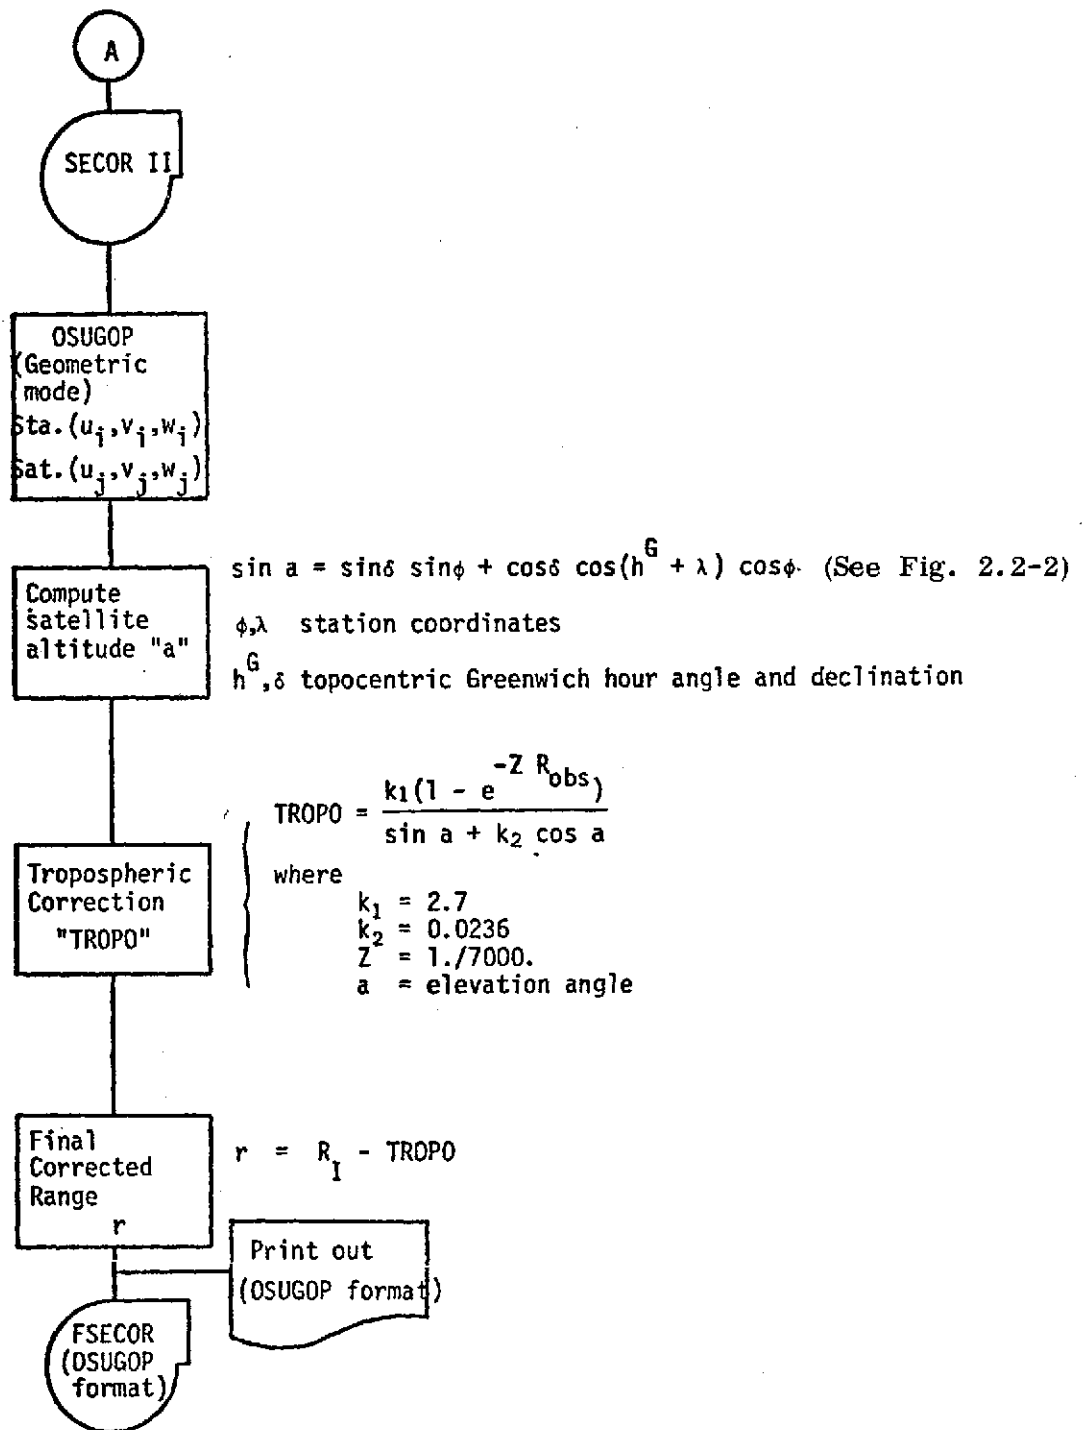 A
SECOR II
OSUGOP
(Geometric
mode)
Sta.(u_i,v_i,w_i)
Sat.(u_j,v_j,w_j)
Compute
satellite
altitude "a"
sin a = sinδ sinφ + cosδ cos(h^G + λ) cosφ. (See Fig. 2.2-2)
φ,λ station coordinates
h^G,δ topocentric Greenwich hour angle and declination
Tropospheric
Correction
"TROPO"
TROPO = k₁(1 - e^(-Z R_obs)) / (sin a + k₂ cos a)
where
k₁ = 2.7
k₂ = 0.0236
Z = 1./7000.
a = elevation angle
Final
Corrected
Range
r
r = R_I - TROPO
Print out
(OSUGOP format)
FSECOR
(OSUGOP
format)